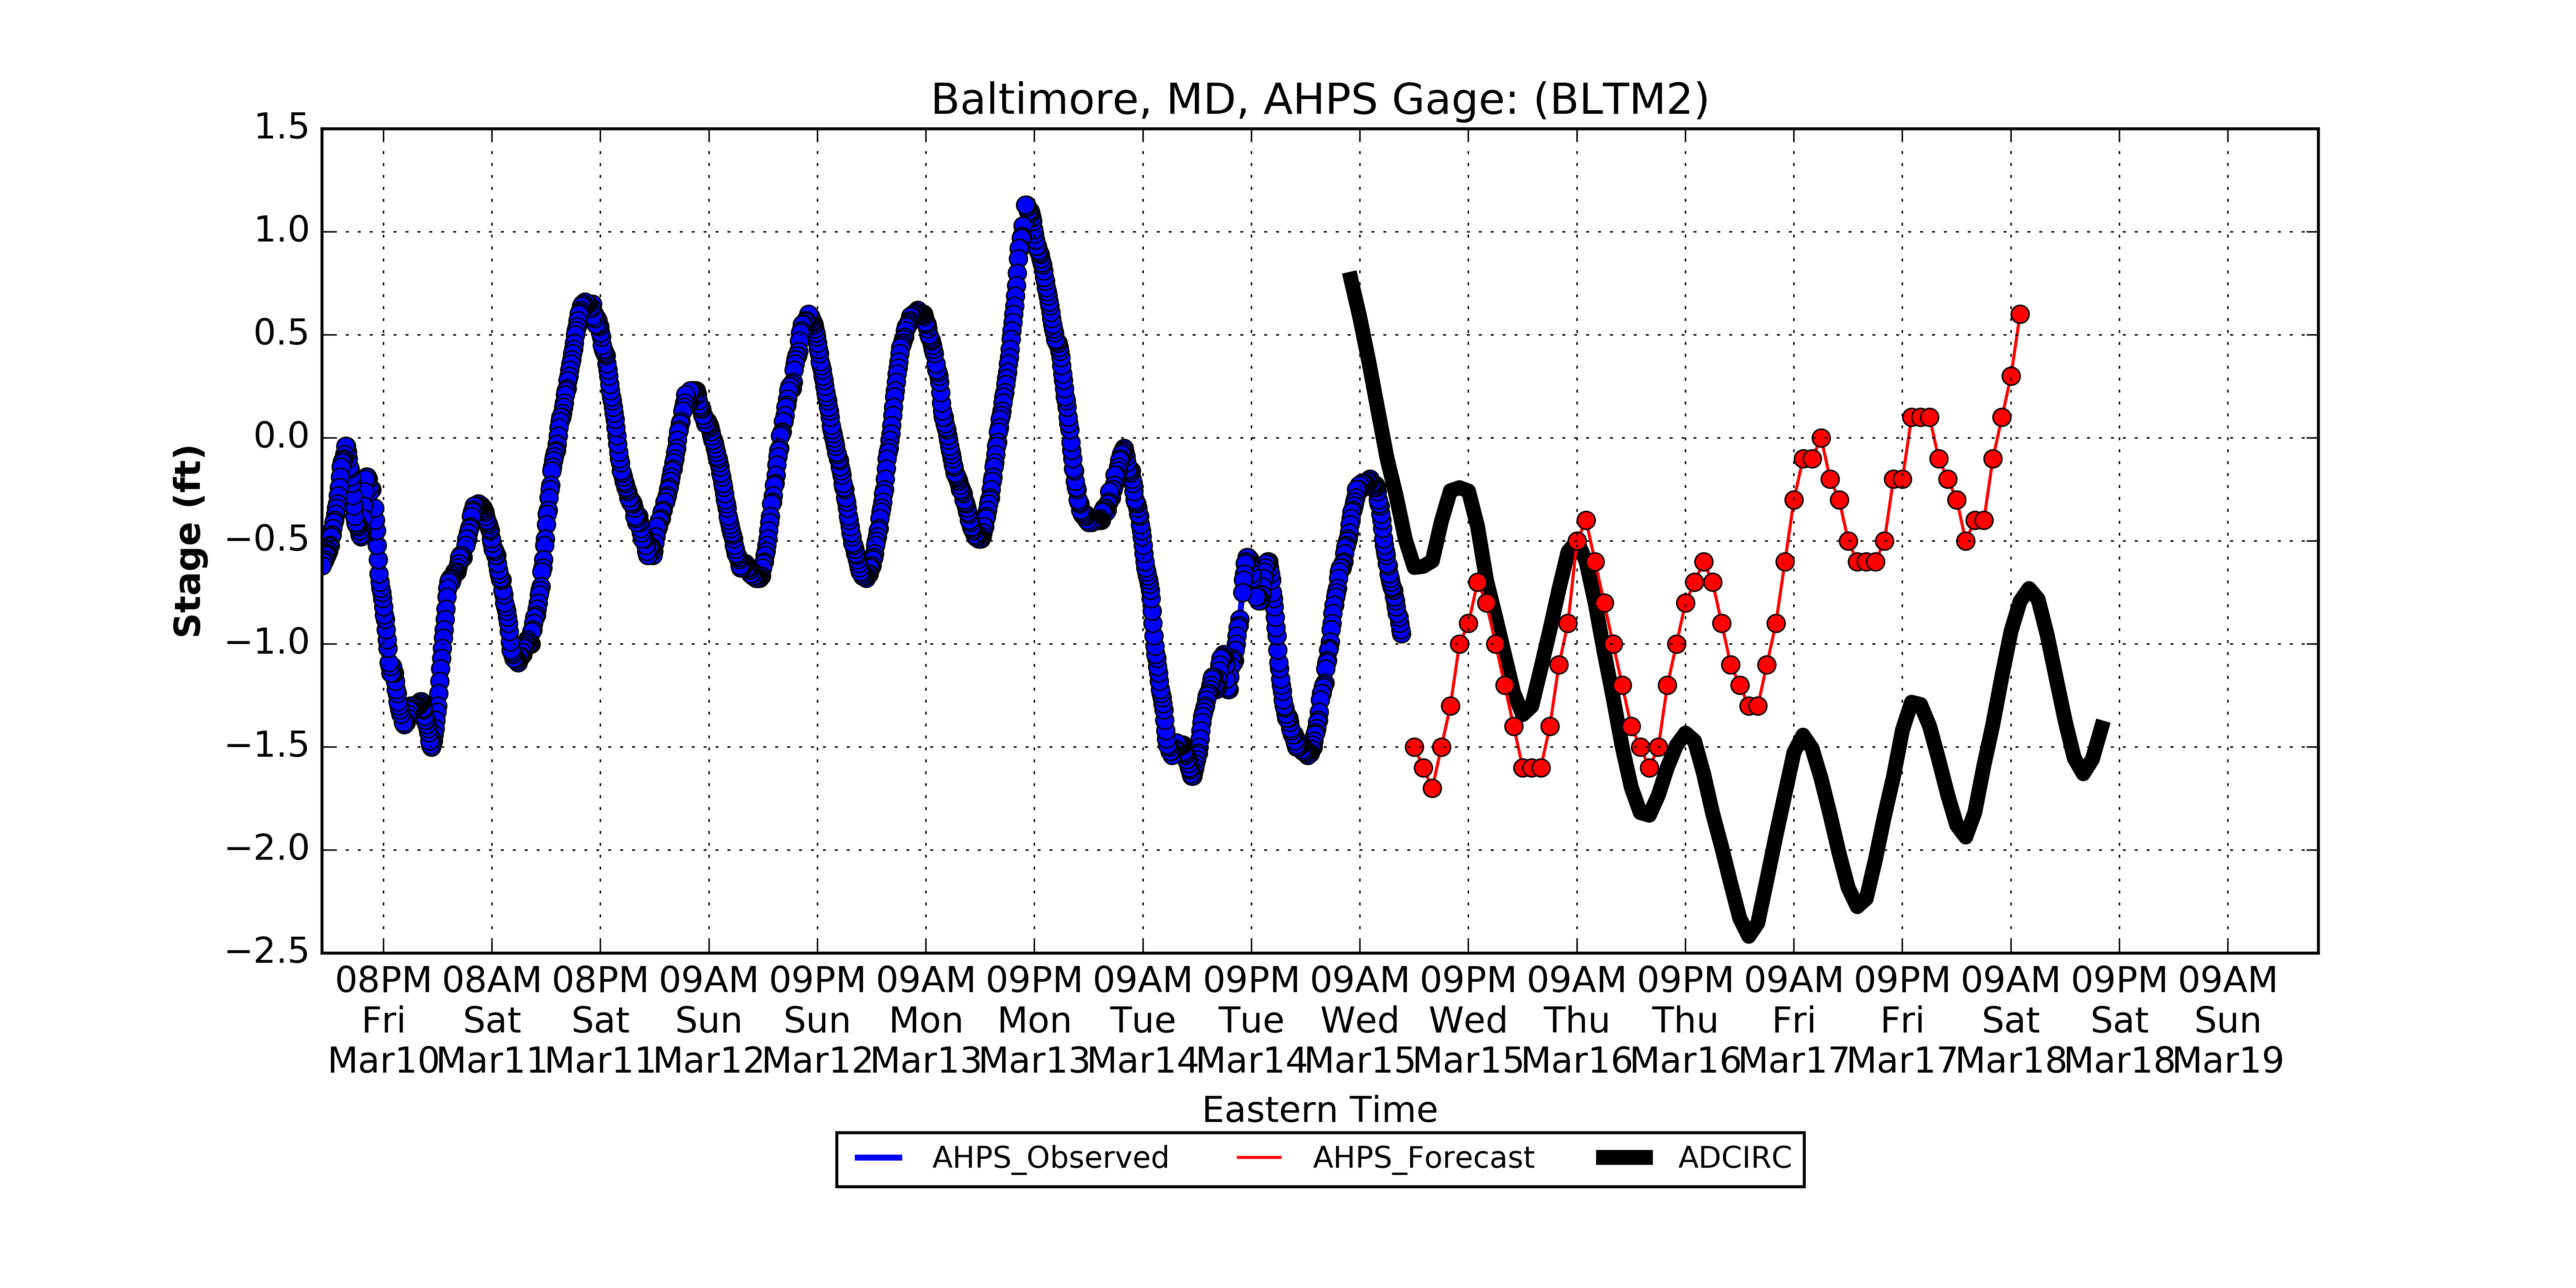 Baltimore, MD, AHPS Gage: (BLTM2)
1.5
1.0
0.5
0.0
−0.5
−1.0
−1.5
−2.0
−2.5
Stage (ft)
08PM 08AM 08PM 09AM 09PM 09AM 09PM 09AM 09PM 09AM 09PM 09AM 09PM 09AM 09PM 09AM 09PM 09AM
Fri Sat Sat Sun Sun Mon Mon Tue Tue Wed Wed Thu Thu Fri Fri Sat Sat Sun
Mar10 Mar11 Mar11 Mar12 Mar12 Mar13 Mar13 Mar14 Mar14 Mar15 Mar15 Mar16 Mar16 Mar17 Mar17 Mar18 Mar18 Mar19
Eastern Time
AHPS_Observed AHPS_Forecast ADCIRC